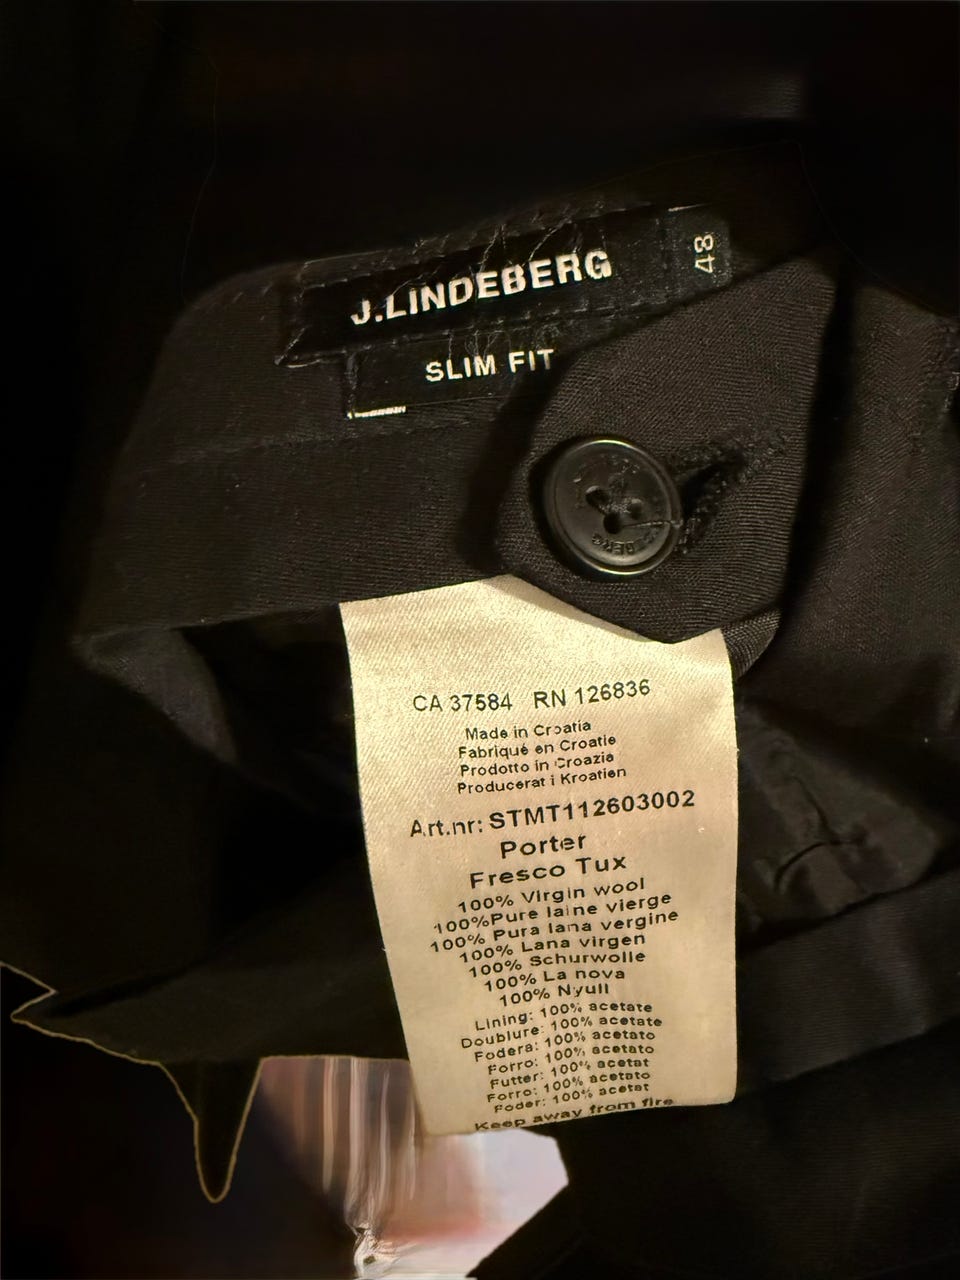 J.LINDEBERG
48
SLIM FIT
CA 37584 RN 126836
Made in Croatia
Fabriqué en Croatie
Prodotto in Croazia
Producerat i Kroatien
Art.nr: STMT112603002
Porter
Fresco Tux
100% Virgin wool
100%Pure laine vierge
100% Pura lana vergine
100% Lana virgen
100% Schurwolle
100% La nova
100% Nyull
Lining: 100% acetate
Doublure: 100% acetate
Fodera: 100% acetato
Forro: 100% acetato
Futter: 100% acetat
Forro: 100% acetato
Foder: 100% acetat
Keep away from fire